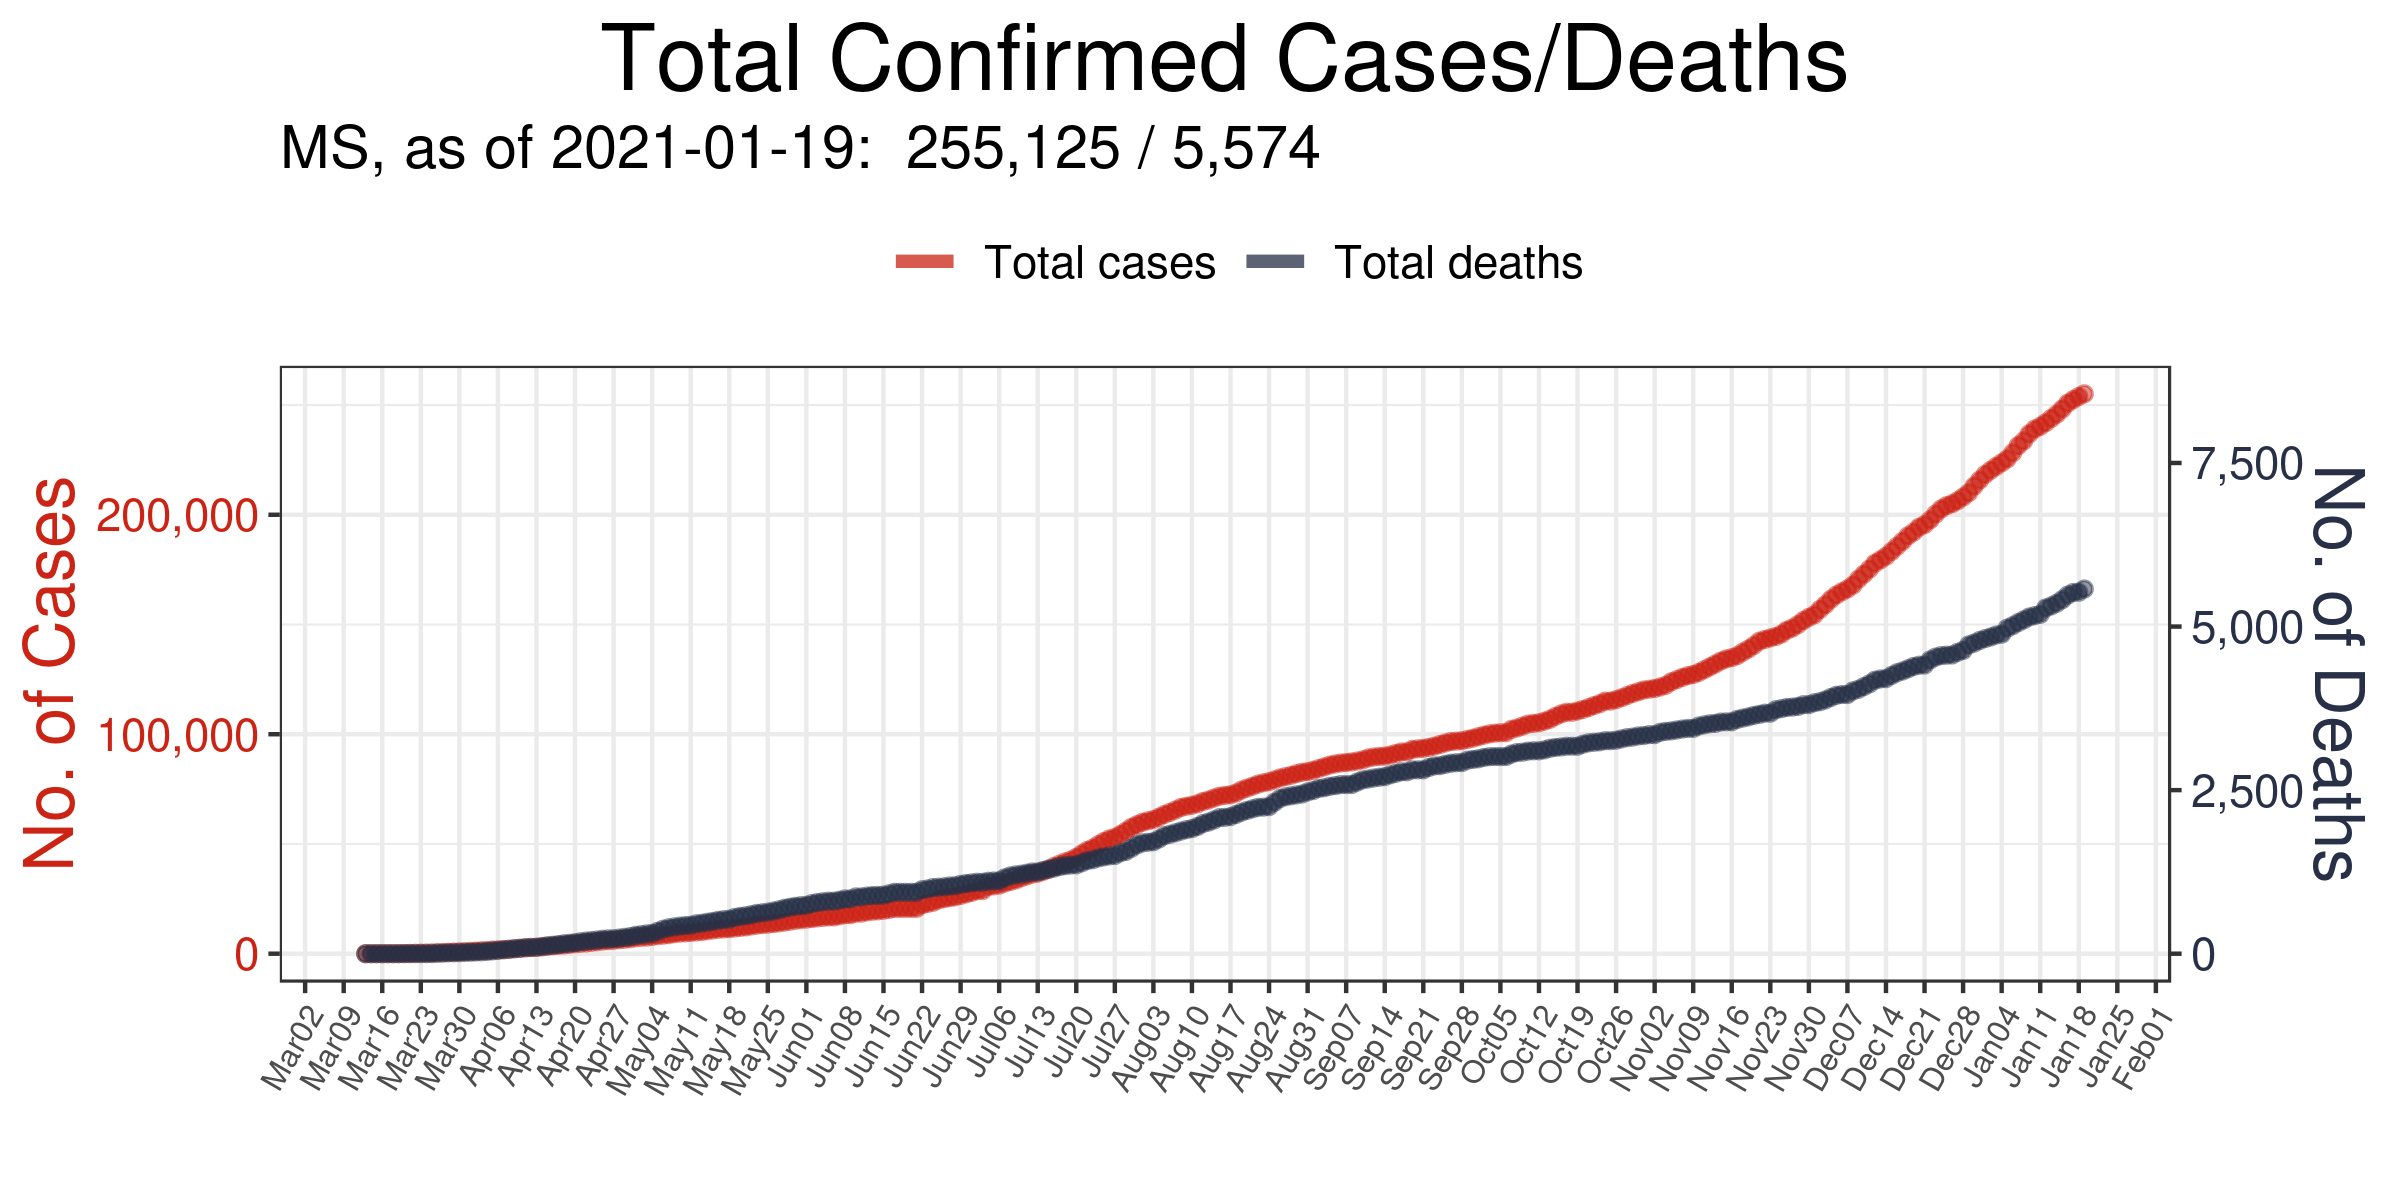 Total Confirmed Cases/Deaths
MS, as of 2021-01-19:  255,125 / 5,574
Total cases
Total deaths
No. of Cases
200,000
100,000
0
7,500
5,000
2,500
0
No. of Deaths
Mar02
Mar09
Mar16
Mar23
Mar30
Apr06
Apr13
Apr20
Apr27
May04
May11
May18
May25
Jun01
Jun08
Jun15
Jun22
Jun29
Jul06
Jul13
Jul20
Jul27
Aug03
Aug10
Aug17
Aug24
Aug31
Sep07
Sep14
Sep21
Sep28
Oct05
Oct12
Oct19
Oct26
Nov02
Nov09
Nov16
Nov23
Nov30
Dec07
Dec14
Dec21
Dec28
Jan04
Jan11
Jan18
Jan25
Feb01